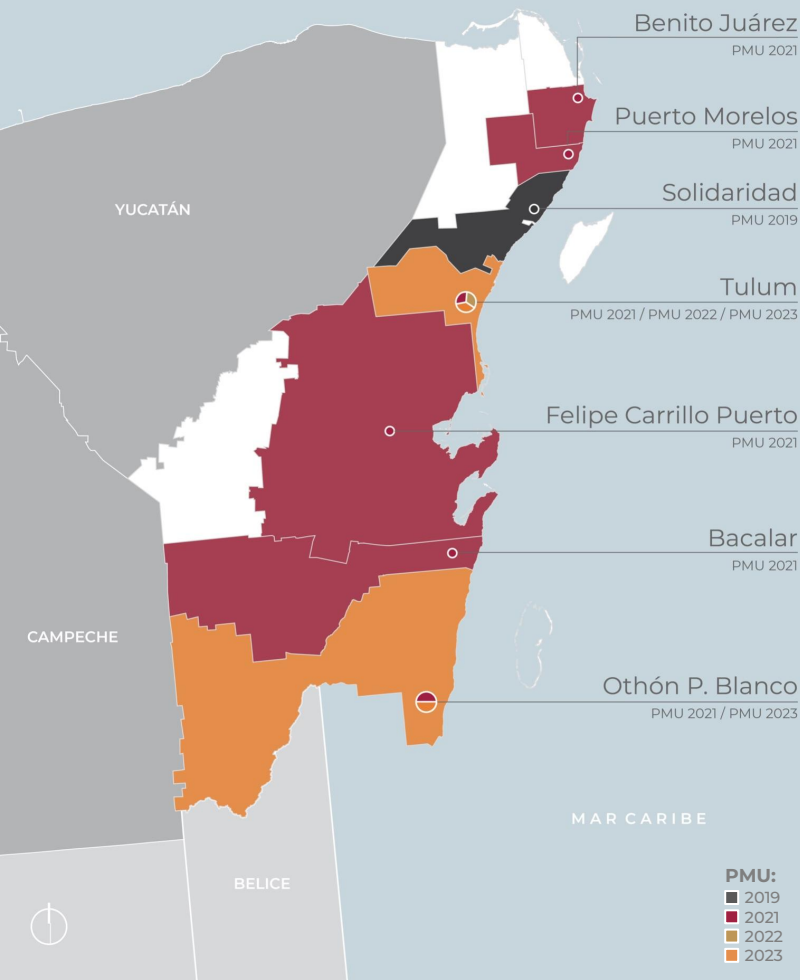 Benito Juárez
PMU 2021
Puerto Morelos
PMU 2021
Solidaridad
PMU 2019
YUCATÁN
Tulum
PMU 2021 / PMU 2022 / PMU 2023
Felipe Carrillo Puerto
PMU 2021
Bacalar
PMU 2021
CAMPECHE
Othón P. Blanco
PMU 2021 / PMU 2023
MAR CARIBE
BELICE
PMU:
2019
2021
2022
2023